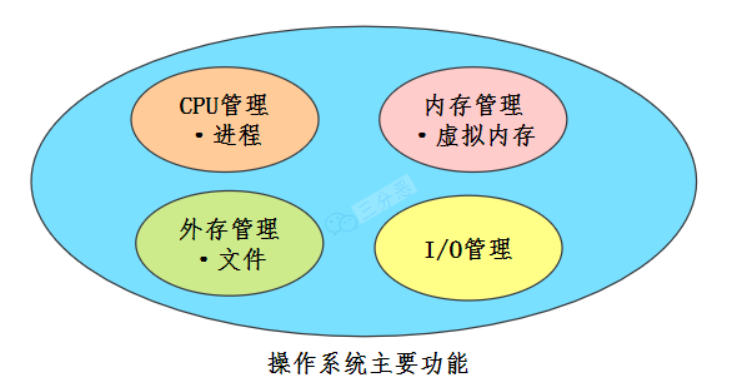 CPU管理
·进程
内存管理
·虚拟内存
三分恶
外存管理
·文件
I/O管理
操作系统主要功能